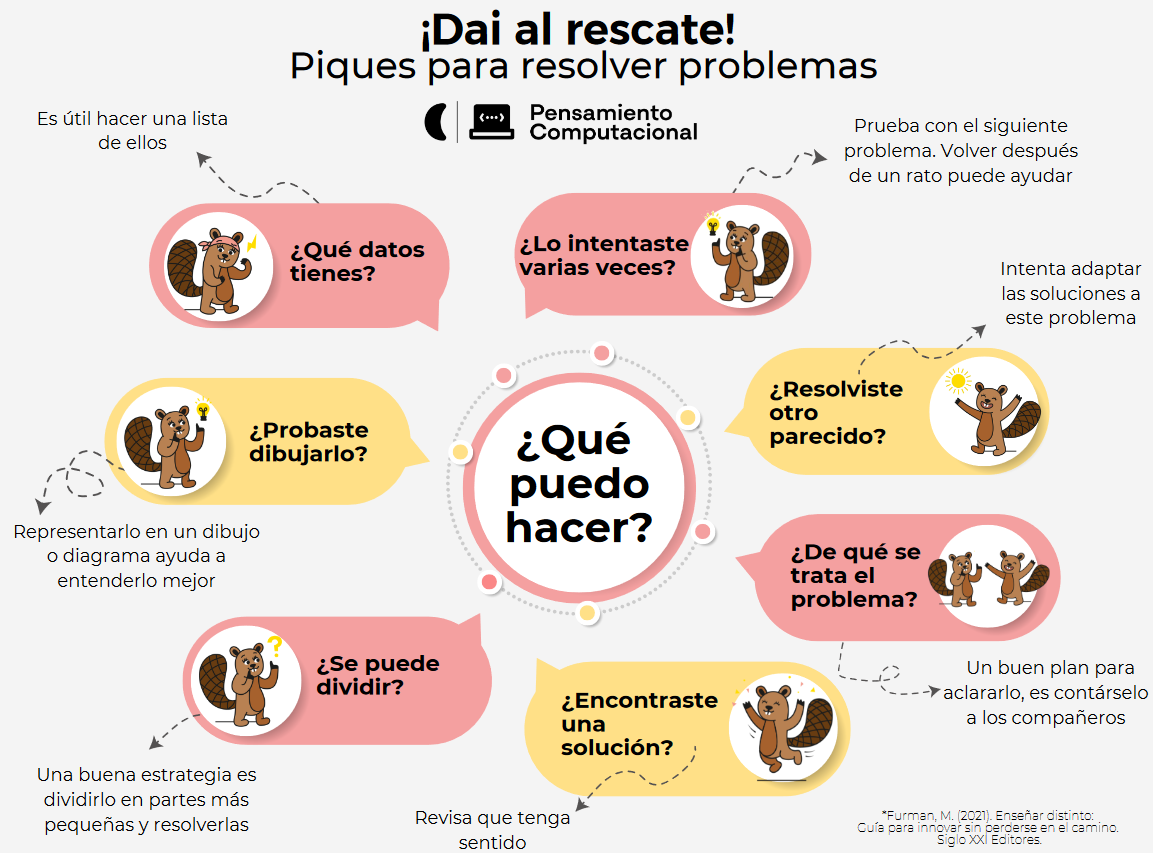 ¡Dai al rescate!
Piques para resolver problemas
Pensamiento
Computacional
Es útil hacer una lista
de ellos
¿Qué datos
tienes?
Prueba con el siguiente
problema. Volver después
de un rato puede ayudar
¿Lo intentaste
varias veces?
Intenta adaptar
las soluciones a
este problema
¿Resolviste
otro
parecido?
¿Probaste
dibujarlo?
Representarlo en un dibujo
o diagrama ayuda a
entenderlo mejor
¿Qué
puedo
hacer?
¿De qué se
trata el
problema?
Un buen plan para
aclararlo, es contárselo
a los compañeros
¿Se puede
dividir?
Una buena estrategia es
dividirlo en partes más
pequeñas y resolverlas
¿Encontraste
una
solución?
Revisa que tenga
sentido
*Furman, M. (2021). Enseñar distinto:
Guía para innovar sin perderse en el camino.
Siglo XXI Editores.